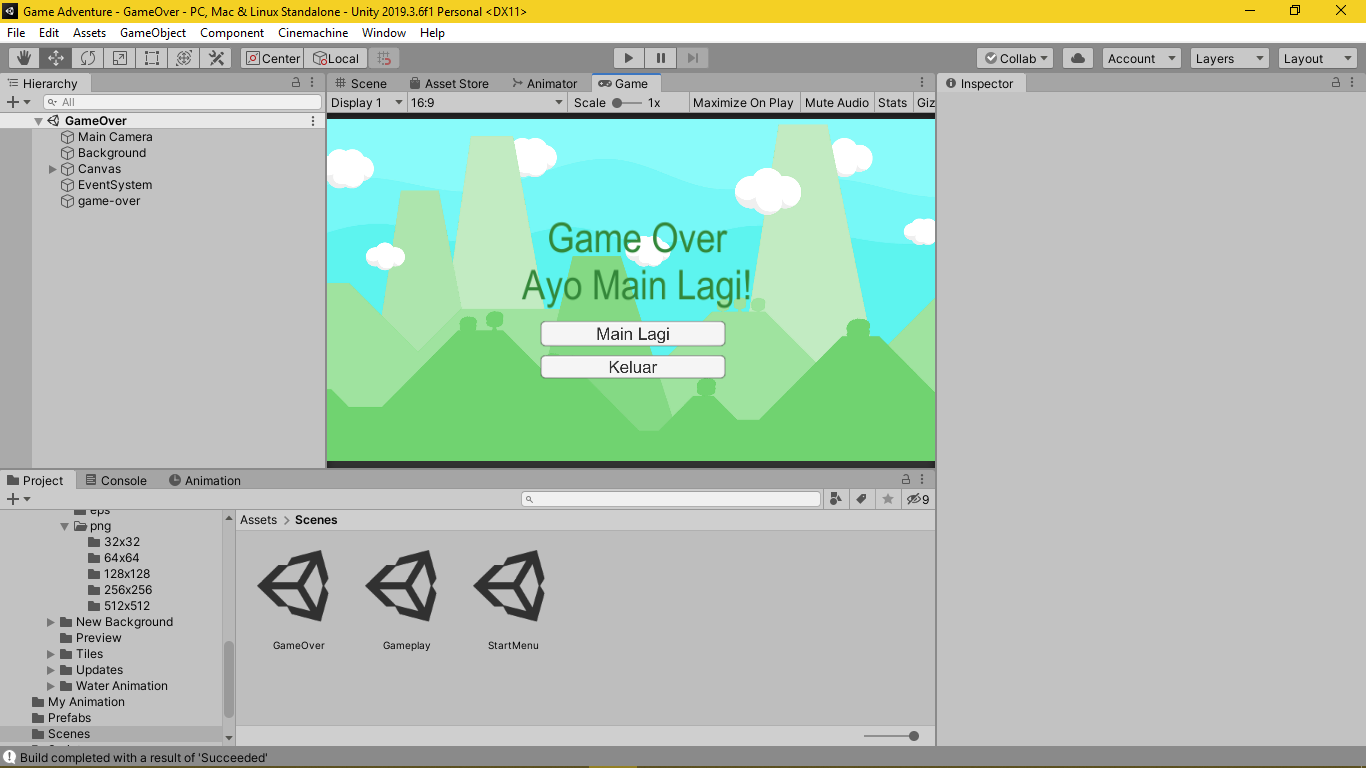 Game Adventure - GameOver - PC, Mac & Linux Standalone - Unity 2019.3.6f1 Personal <DX11>
File Edit Assets GameObject Component Cinemachine Window Help
Center Local Collab Account Layers Layout
Hierarchy
All
GameOver
Main Camera
Background
Canvas
EventSystem
game-over
Scene Asset Store Animator Game
Display 1 16:9 Scale 1x Maximize On Play Mute Audio Stats Giz
Game Over
Ayo Main Lagi!
Main Lagi
Keluar
Inspector
Project Console Animation
9
eps
png
32x32
64x64
128x128
256x256
512x512
New Background
Preview
Tiles
Updates
Water Animation
My Animation
Prefabs
Scenes
Assets > Scenes
GameOver Gameplay StartMenu
Build completed with a result of 'Succeeded'